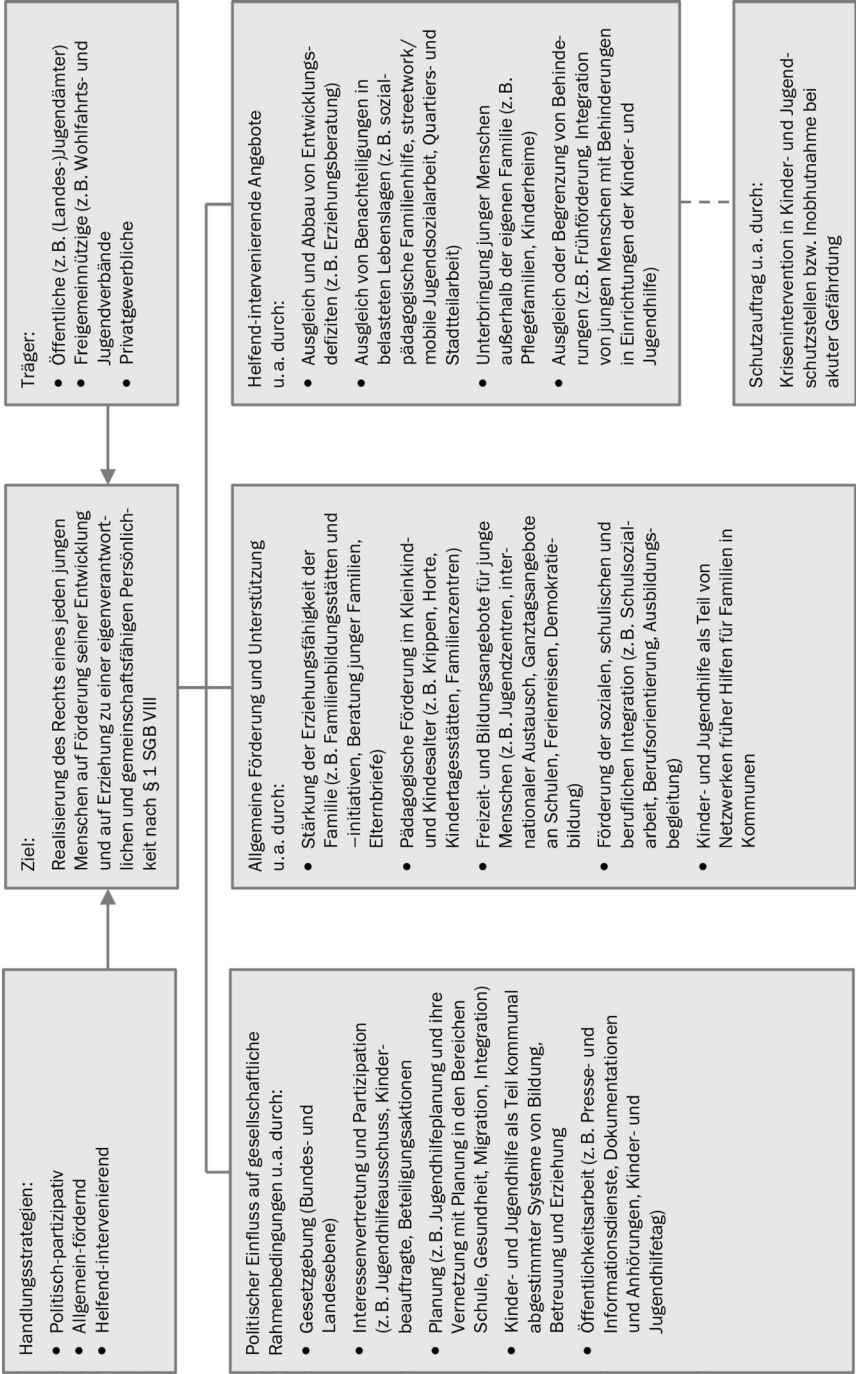 Handlungsstrategien:
• Politisch-partizipativ
• Allgemein-fördernd
• Helfend-intervenierend
Ziel:
Realisierung des Rechts eines jeden jungen
Menschen auf Förderung seiner Entwicklung
und auf Erziehung zu einer eigenverantwort-
lichen und gemeinschaftsfähigen Persönlich-
keit nach § 1 SGB VIII
Träger:
• Öffentliche (z. B. (Landes-)Jugendämter)
• Freigemeinnützige (z. B. Wohlfahrts- und
Jugendverbände
• Privatgewerbliche
Politischer Einfluss auf gesellschaftliche
Rahmenbedingungen u. a. durch:
• Gesetzgebung (Bundes- und
Landesebene)
• Interessenvertretung und Partizipation
(z. B. Jugendhilfeausschuss, Kinder-
beauftragte, Beteiligungsaktionen
• Planung (z. B. Jugendhilfeplanung und ihre
Vernetzung mit Planung in den Bereichen
Schule, Gesundheit, Migration, Integration)
• Kinder- und Jugendhilfe als Teil kommunal
abgestimmter Systeme von Bildung,
Betreuung und Erziehung
• Öffentlichkeitsarbeit (z. B. Presse- und
Informationsdienste, Dokumentationen
und Anhörungen, Kinder- und
Jugendhilfetag)
Allgemeine Förderung und Unterstützung
u. a. durch:
• Stärkung der Erziehungsfähigkeit der
Familie (z. B. Familienbildungsstätten und
–initiativen, Beratung junger Familien,
Elternbriefe)
• Pädagogische Förderung im Kleinkind-
und Kindesalter (z. B. Krippen, Horte,
Kindertagesstätten, Familienzentren)
• Freizeit- und Bildungsangebote für junge
Menschen (z. B. Jugendzentren, inter-
nationaler Austausch, Ganztagsangebote
an Schulen, Ferienreisen, Demokratie-
bildung)
• Förderung der sozialen, schulischen und
beruflichen Integration (z. B. Schulsozial-
arbeit, Berufsorientierung, Ausbildungs-
begleitung)
• Kinder- und Jugendhilfe als Teil von
Netzwerken früher Hilfen für Familien in
Kommunen
Helfend-intervenierende Angebote
u. a. durch:
• Ausgleich und Abbau von Entwicklungs-
defiziten (z. B. Erziehungsberatung)
• Ausgleich von Benachteiligungen in
belasteten Lebenslagen (z. B. sozial-
pädagogische Familienhilfe, streetwork/
mobile Jugendsozialarbeit, Quartiers- und
Stadtteilarbeit)
• Unterbringung junger Menschen
außerhalb der eigenen Familie (z. B.
Pflegefamilien, Kinderheime)
• Ausgleich oder Begrenzung von Behinde-
rungen (z.B. Frühförderung, Integration
von jungen Menschen mit Behinderungen
in Einrichtungen der Kinder- und
Jugendhilfe)
Schutzauftrag u. a. durch:
Krisenintervention in Kinder- und Jugend-
schutzstellen bzw. Inobhutnahme bei
akuter Gefährdung